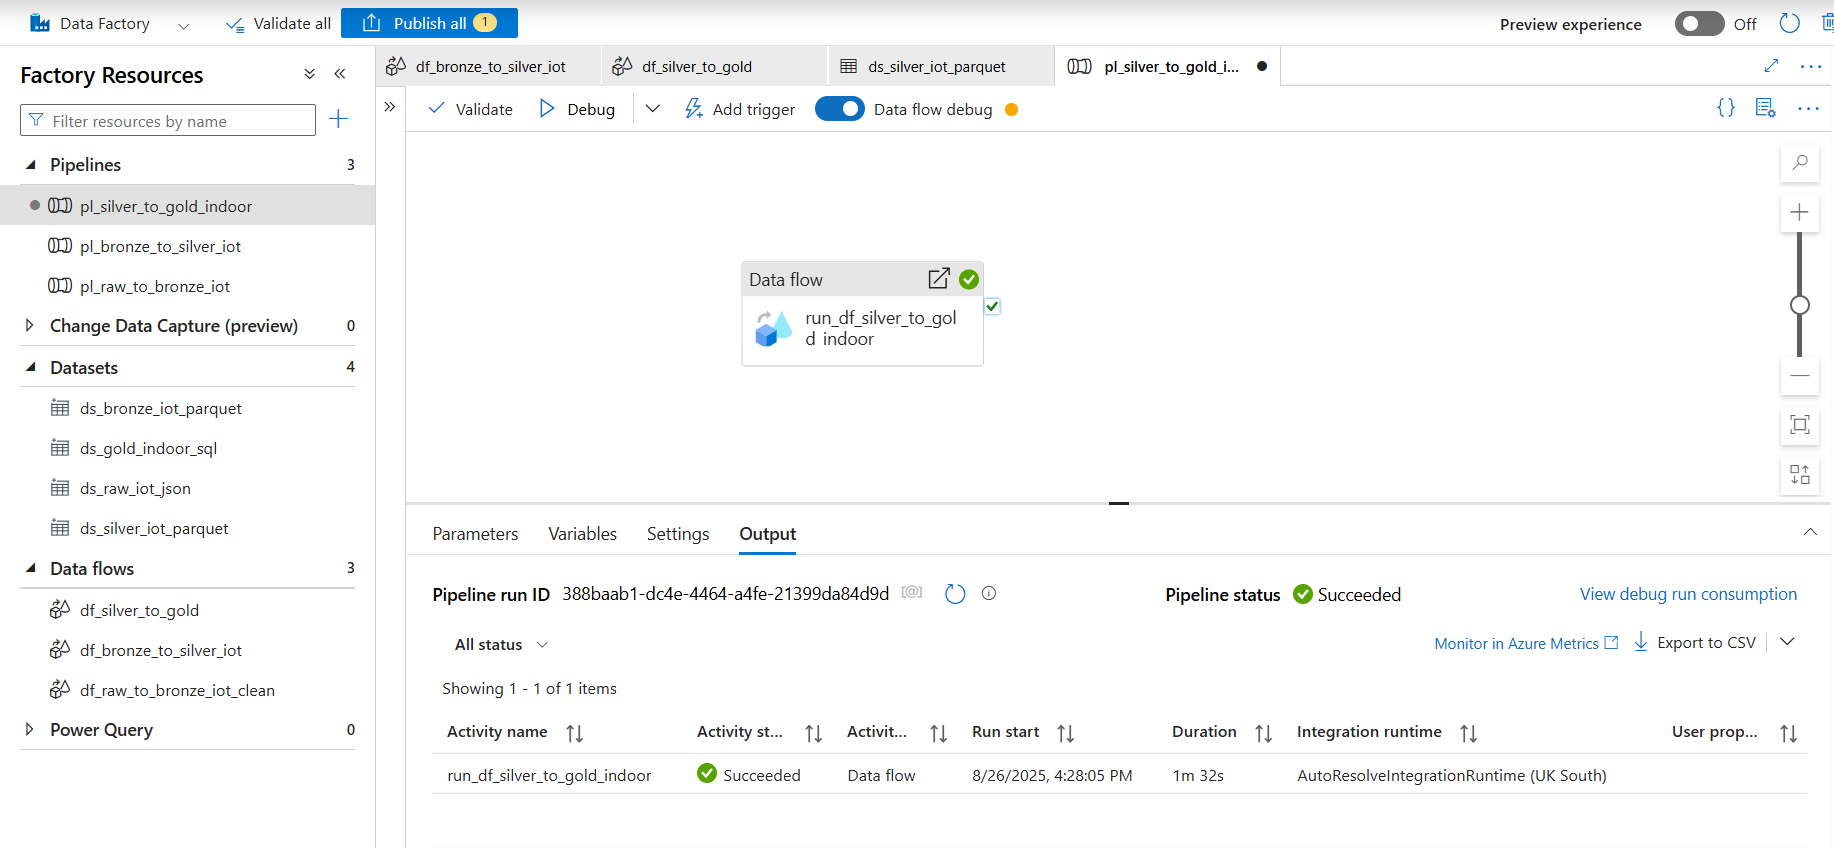 Data Factory
Validate all
Publish all 1
Preview experience
Off
Factory Resources
Filter resources by name
Pipelines 3
pl_silver_to_gold_indoor
pl_bronze_to_silver_iot
pl_raw_to_bronze_iot
Change Data Capture (preview) 0
Datasets 4
ds_bronze_iot_parquet
ds_gold_indoor_sql
ds_raw_iot_json
ds_silver_iot_parquet
Data flows 3
df_silver_to_gold
df_bronze_to_silver_iot
df_raw_to_bronze_iot_clean
Power Query 0
df_bronze_to_silver_iot
df_silver_to_gold
ds_silver_iot_parquet
pl_silver_to_gold_i...
Validate
Debug
Add trigger
Data flow debug
Data flow
run_df_silver_to_gol
d_indoor
Parameters
Variables
Settings
Output
Pipeline run ID 388baab1-dc4e-4464-a4fe-21399da84d9d
Pipeline status Succeeded
View debug run consumption
All status
Monitor in Azure Metrics
Export to CSV
Showing 1 - 1 of 1 items
Activity name Activity st... Activit... Run start Duration Integration runtime User prop...
run_df_silver_to_gold_indoor Succeeded Data flow 8/26/2025, 4:28:05 PM 1m 32s AutoResolveIntegrationRuntime (UK South)